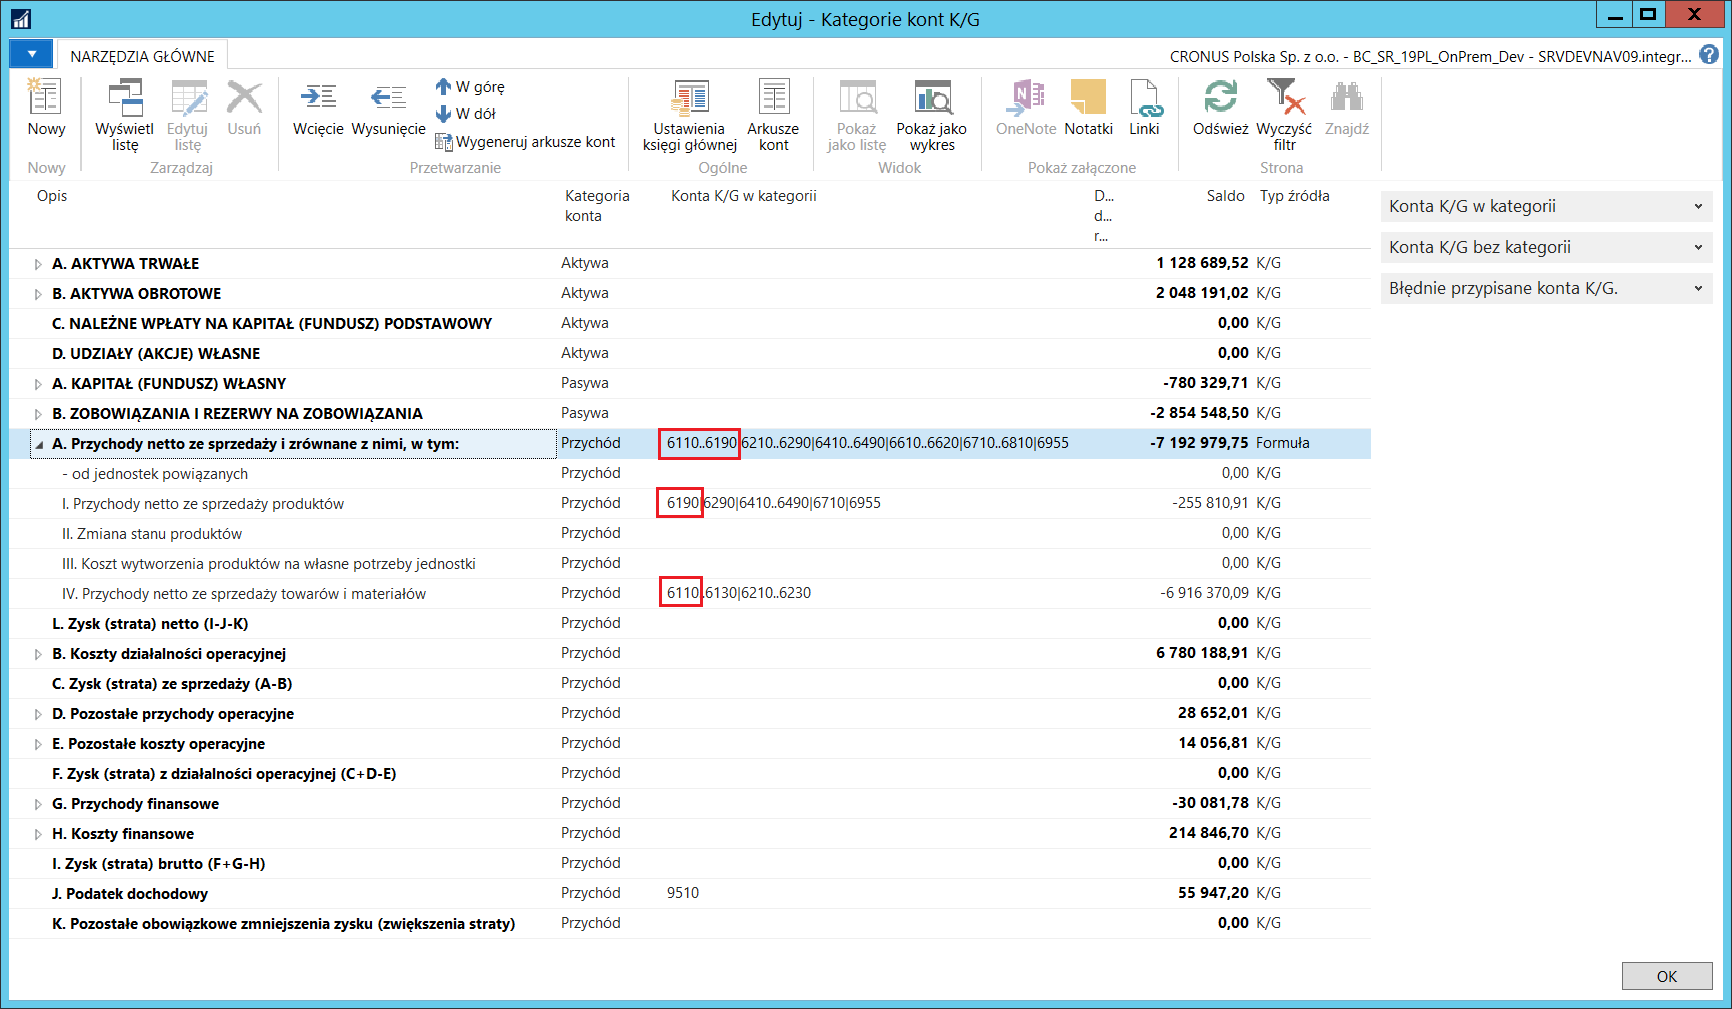 Edytuj - Kategorie kont K/G
NARZĘDZIA GŁÓWNE
CRONUS Polska Sp. z o.o. - BC_SR_19PL_OnPrem_Dev - SRVDEVNAV09.integr... ?
Nowy
Wyświetl listę
Edytuj listę
Usuń
Wcięcie
Wysunięcie
W górę
W dół
Wygeneruj arkusze kont
Ustawienia księgi głównej
Arkusze kont
Pokaż jako listę
Pokaż jako wykres
OneNote
Notatki
Linki
Odśwież
Wyczyść filtr
Znajdź
Nowy
Zarządzaj
Przetwarzanie
Ogólne
Widok
Pokaż załączone
Strona
Opis Kategoria konta Konta K/G w kategorii D... d... r... Saldo Typ źródła
A. AKTYWA TRWAŁE Aktywa 1 128 689,52 K/G
B. AKTYWA OBROTOWE Aktywa 2 048 191,02 K/G
C. NALEŻNE WPŁATY NA KAPITAŁ (FUNDUSZ) PODSTAWOWY Aktywa 0,00 K/G
D. UDZIAŁY (AKCJE) WŁASNE Aktywa 0,00 K/G
A. KAPITAŁ (FUNDUSZ) WŁASNY Pasywa -780 329,71 K/G
B. ZOBOWIĄZANIA I REZERWY NA ZOBOWIĄZANIA Pasywa -2 854 548,50 K/G
A. Przychody netto ze sprzedaży i zrównane z nimi, w tym: Przychód 6110..6190|6210..6290|6410..6490|6610..6620|6710..6810|6955 -7 192 979,75 Formuła
- od jednostek powiązanych Przychód 0,00 K/G
I. Przychody netto ze sprzedaży produktów Przychód 6190|6290|6410..6490|6710|6955 -255 810,91 K/G
II. Zmiana stanu produktów Przychód 0,00 K/G
III. Koszt wytworzenia produktów na własne potrzeby jednostki Przychód 0,00 K/G
IV. Przychody netto ze sprzedaży towarów i materiałów Przychód 6110..6130|6210..6230 -6 916 370,09 K/G
L. Zysk (strata) netto (I-J-K) Przychód 0,00 K/G
B. Koszty działalności operacyjnej Przychód 6 780 188,91 K/G
C. Zysk (strata) ze sprzedaży (A-B) Przychód 0,00 K/G
D. Pozostałe przychody operacyjne Przychód 28 652,01 K/G
E. Pozostałe koszty operacyjne Przychód 14 056,81 K/G
F. Zysk (strata) z działalności operacyjnej (C+D-E) Przychód 0,00 K/G
G. Przychody finansowe Przychód -30 081,78 K/G
H. Koszty finansowe Przychód 214 846,70 K/G
I. Zysk (strata) brutto (F+G-H) Przychód 0,00 K/G
J. Podatek dochodowy Przychód 9510 55 947,20 K/G
K. Pozostałe obowiązkowe zmniejszenia zysku (zwiększenia straty) Przychód 0,00 K/G
Konta K/G w kategorii
Konta K/G bez kategorii
Błędnie przypisane konta K/G.
OK